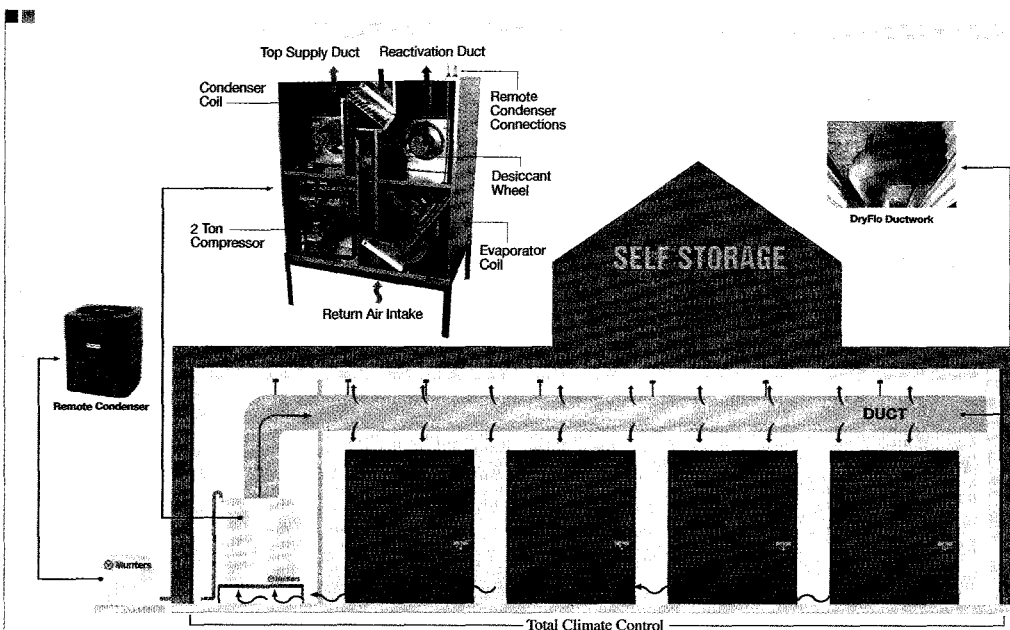 Top Supply Duct
Reactivation Duct
Condenser
Coil
Remote
Condenser
Connections
Desiccant
Wheel
2 Ton
Compressor
Evaporator
Coil
Return Air Intake
DryFlo Ductwork
SELF STORAGE
Remote Condenser
DUCT
Munters
Munters
Total Climate Control